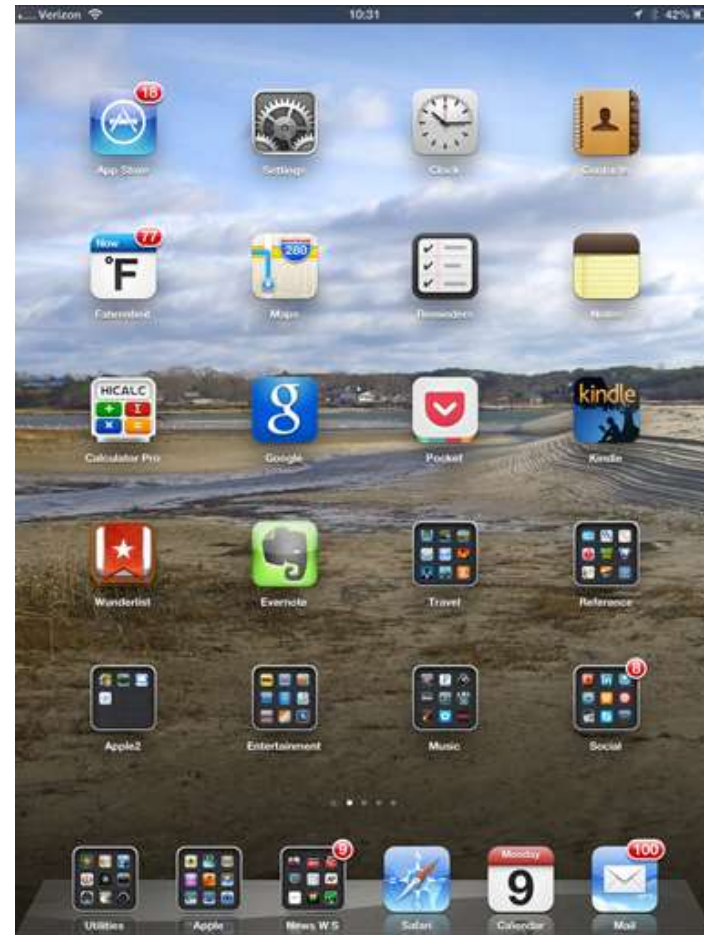 Verizon 10:31 42%
18
App Store Settings Clock Contacts
Now 77 280
°F
Fahrenheit Maps Reminders Notes
HICALC
+ Σ
x =
g
kindle
Calculator Pro Google Pocket Kindle
Wunderlist Evernote Travel Reference
8
Apple2 Entertainment Music Social
9 Monday 100
9
Utilities Apple News W S Safari Calendar Mail